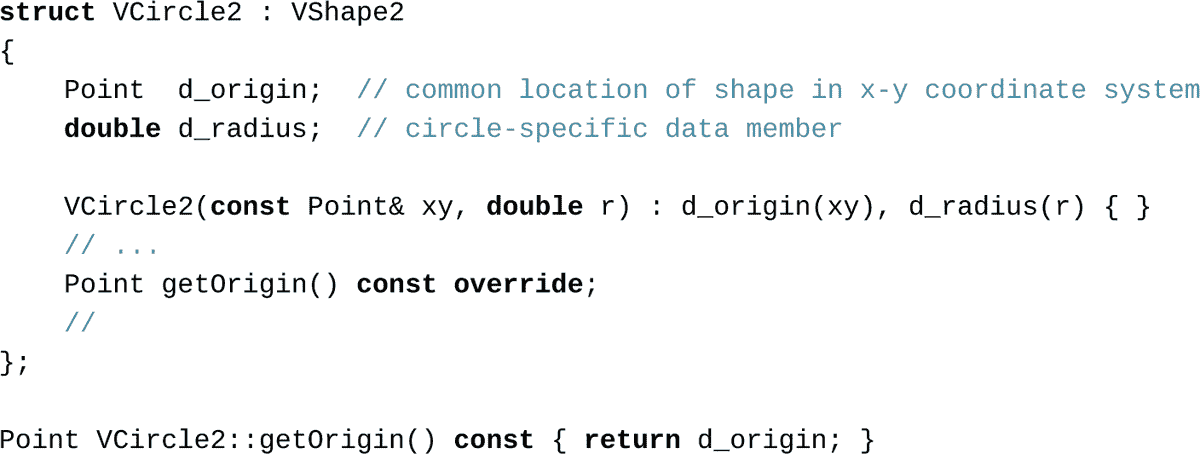 struct VCircle2 : VShape2
{
    Point  d_origin;  // common location of shape in x-y coordinate system
    double d_radius;  // circle-specific data member

    VCircle2(const Point& xy, double r) : d_origin(xy), d_radius(r) { }
    // ...
    Point getOrigin() const override;
    //
};

Point VCircle2::getOrigin() const { return d_origin; }